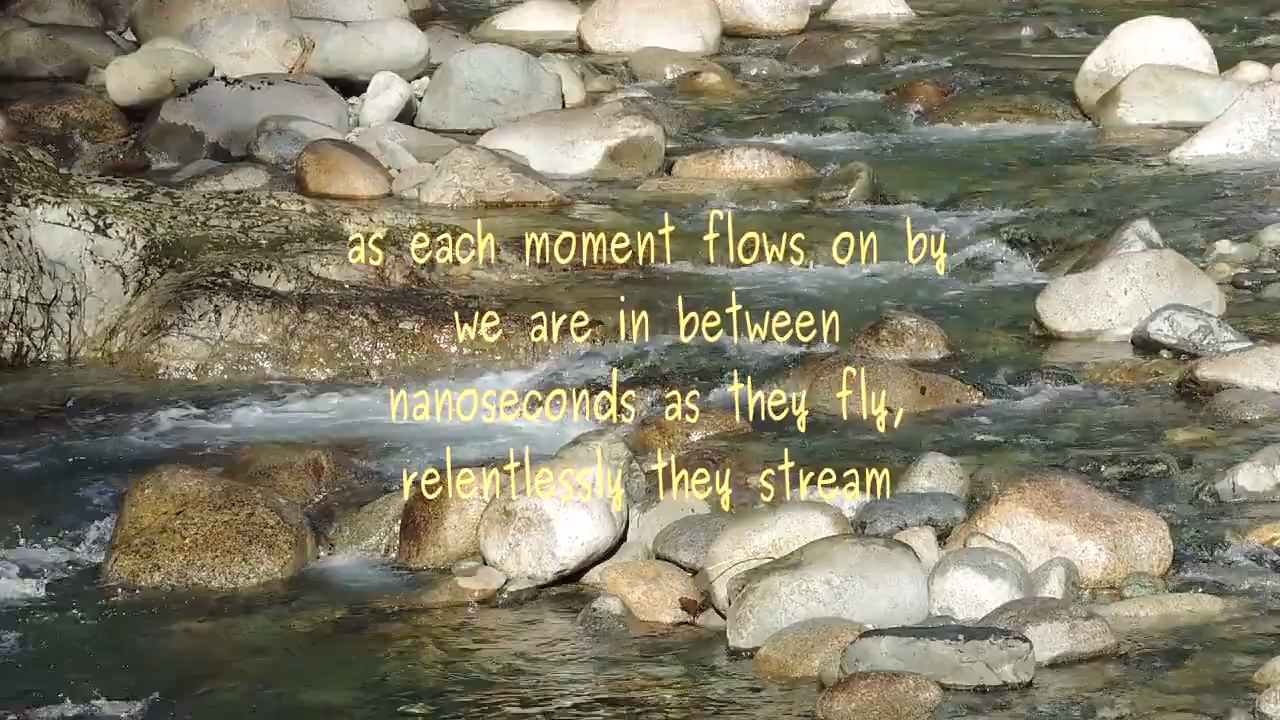 as each moment flows on by
we are in between
nanoseconds as they fly,
relentlessly they stream